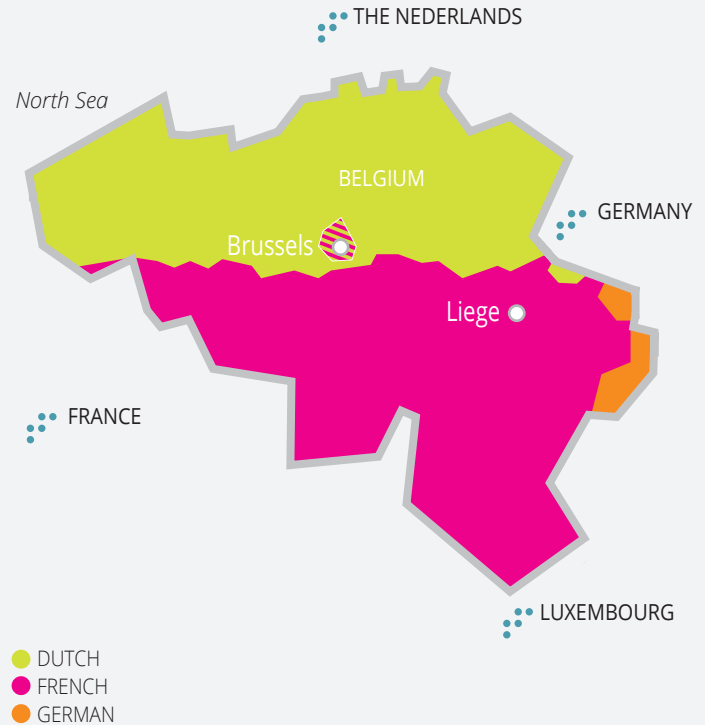 THE NEDERLANDS
North Sea
BELGIUM
GERMANY
Brussels
Liege
FRANCE
LUXEMBOURG
DUTCH
FRENCH
GERMAN